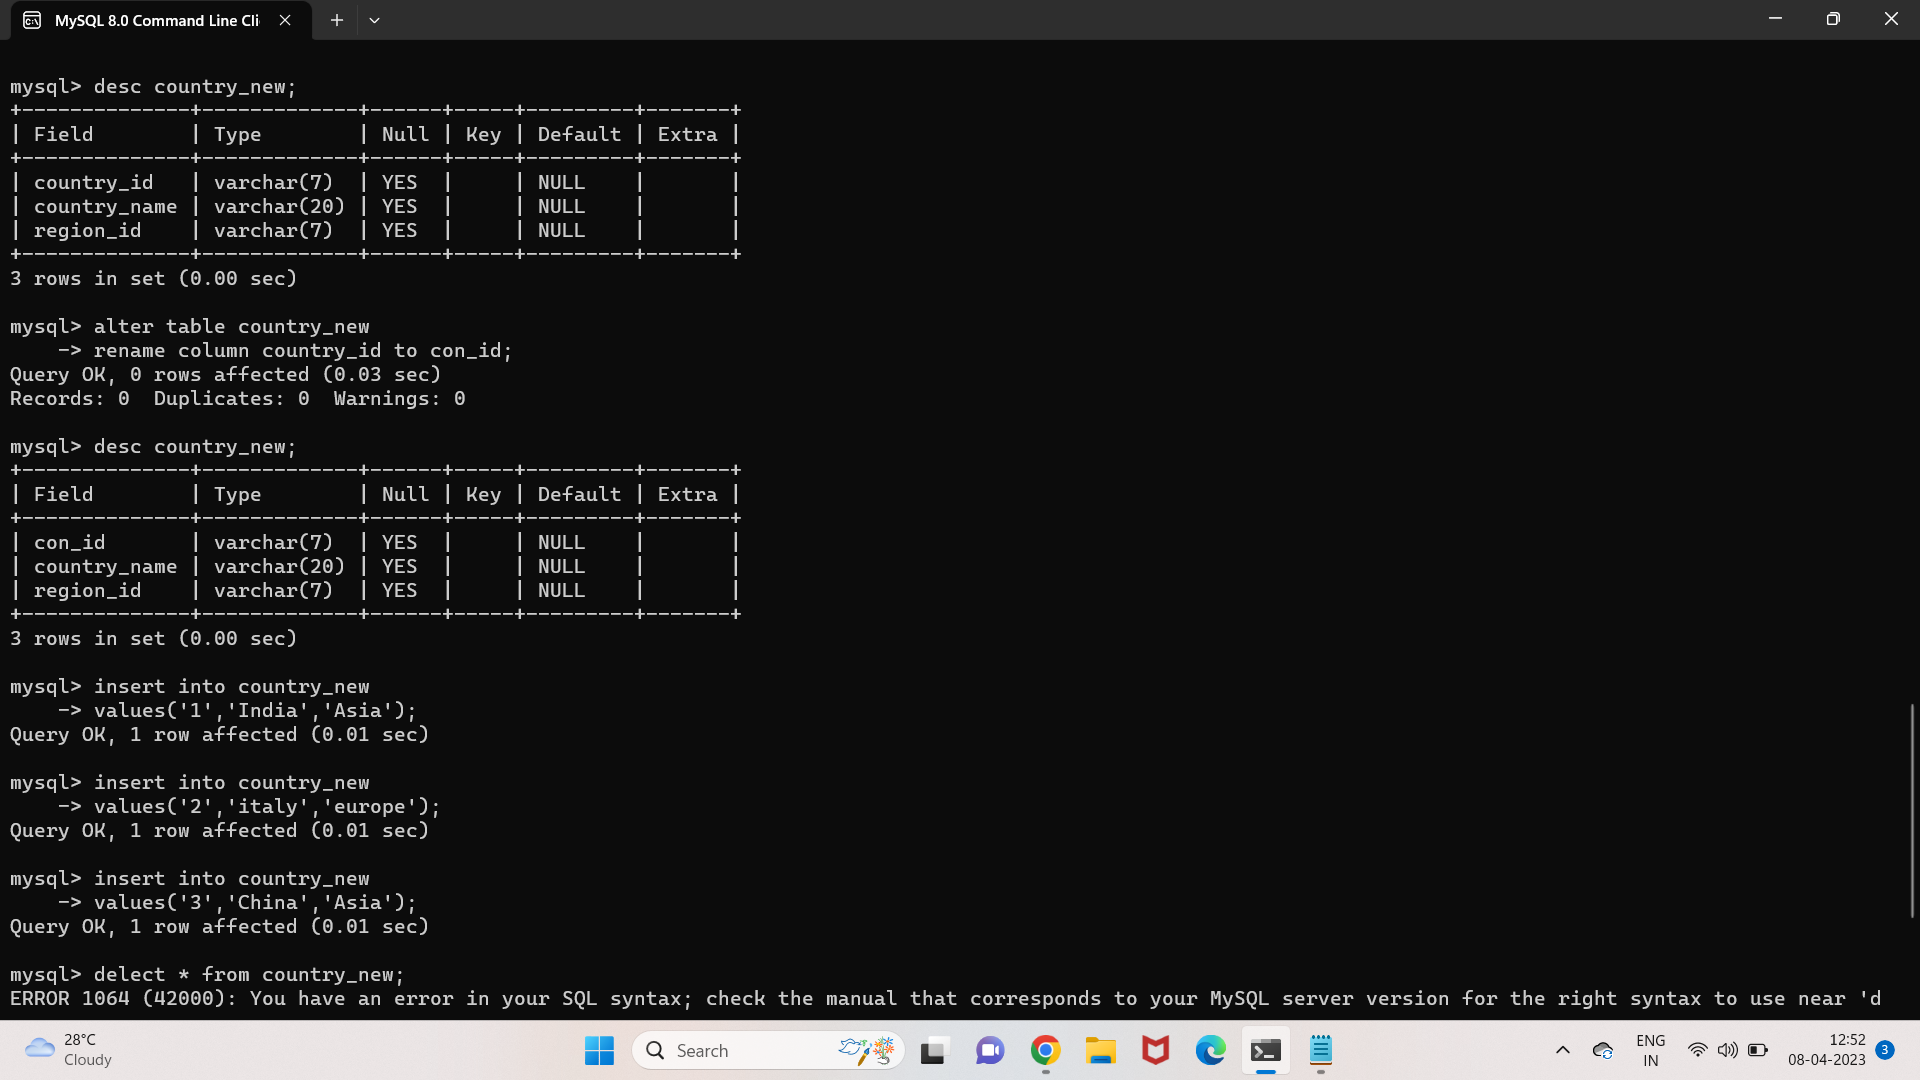 MySQL 8.0 Command Line Cli
mysql> desc country_new;
+--------------+-------------+------+-----+---------+-------+
| Field        | Type        | Null | Key | Default | Extra |
+--------------+-------------+------+-----+---------+-------+
| country_id   | varchar(7)  | YES  |     | NULL    |       |
| country_name | varchar(20) | YES  |     | NULL    |       |
| region_id    | varchar(7)  | YES  |     | NULL    |       |
+--------------+-------------+------+-----+---------+-------+
3 rows in set (0.00 sec)
mysql> alter table country_new
    -> rename column country_id to con_id;
Query OK, 0 rows affected (0.03 sec)
Records: 0  Duplicates: 0  Warnings: 0
mysql> desc country_new;
+--------------+-------------+------+-----+---------+-------+
| Field        | Type        | Null | Key | Default | Extra |
+--------------+-------------+------+-----+---------+-------+
| con_id       | varchar(7)  | YES  |     | NULL    |       |
| country_name | varchar(20) | YES  |     | NULL    |       |
| region_id    | varchar(7)  | YES  |     | NULL    |       |
+--------------+-------------+------+-----+---------+-------+
3 rows in set (0.00 sec)
mysql> insert into country_new
    -> values('1','India','Asia');
Query OK, 1 row affected (0.01 sec)
mysql> insert into country_new
    -> values('2','italy','europe');
Query OK, 1 row affected (0.01 sec)
mysql> insert into country_new
    -> values('3','China','Asia');
Query OK, 1 row affected (0.01 sec)
mysql> delect * from country_new;
ERROR 1064 (42000): You have an error in your SQL syntax; check the manual that corresponds to your MySQL server version for the right syntax to use near 'd
28°C
Cloudy
Search
ENG
IN
12:52
08-04-2023
3